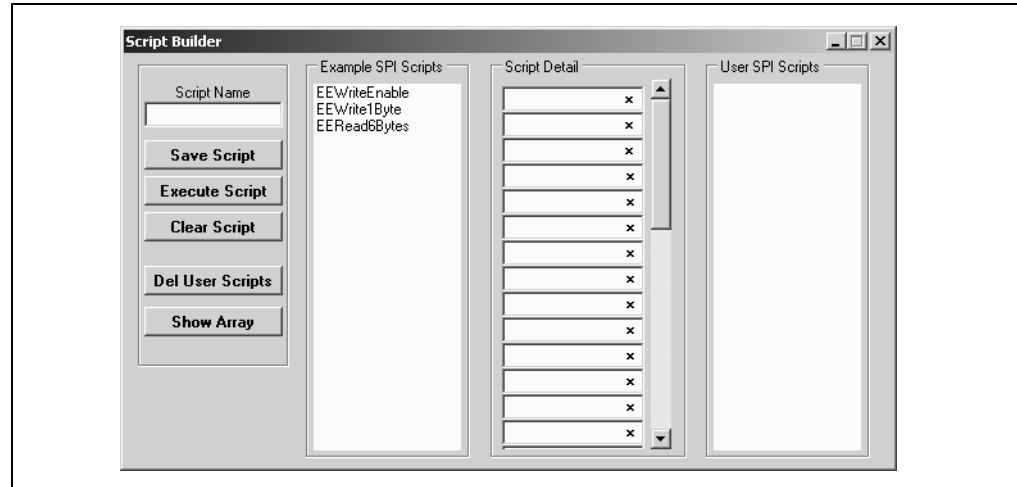 Script Builder
Script Name
Save Script
Execute Script
Clear Script
Del User Scripts
Show Array
Example SPI Scripts
EEWriteEnable
EEWrite1Byte
EERead6Bytes
Script Detail
x
x
x
x
x
x
x
x
x
x
x
x
x
x
User SPI Scripts